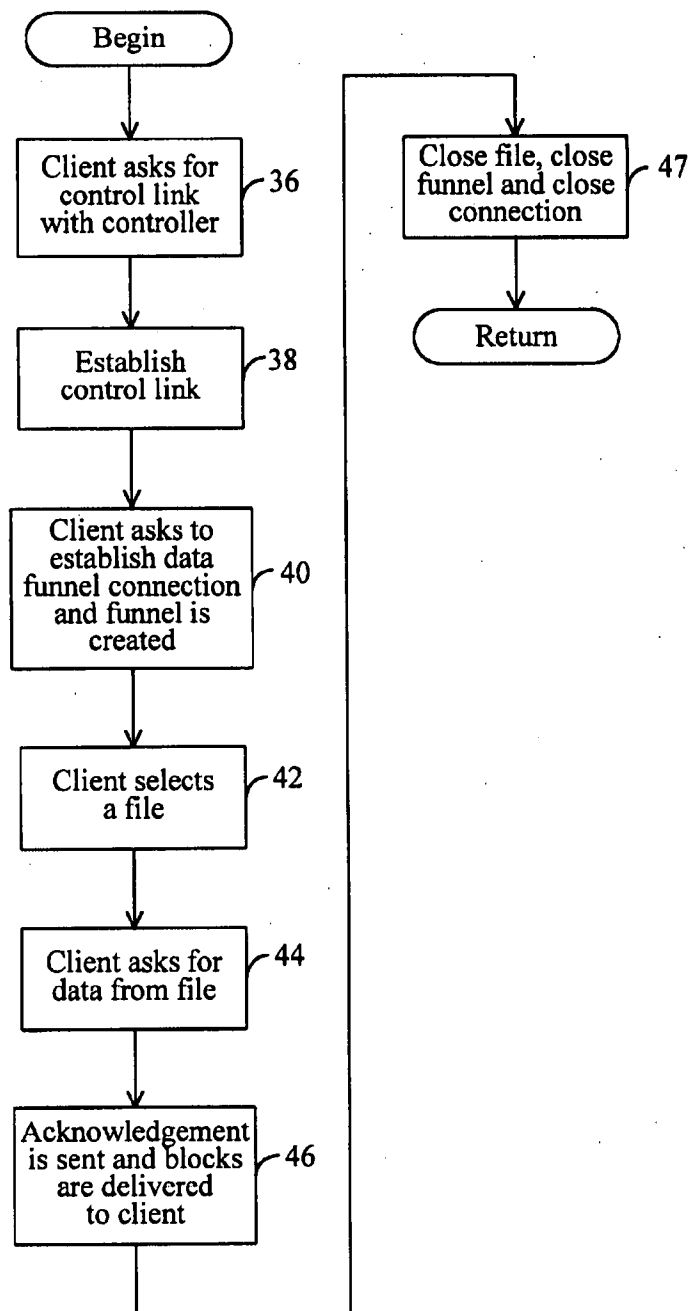 Begin
Client asks for
control link
with controller
36
Establish
control link
38
Client asks to
establish data
funnel connection
and funnel is
created
40
Client selects
a file
42
Client asks for
data from file
44
Acknowledgement
is sent and blocks
are delivered
to client
46
Close file, close
funnel and close
connection
47
Return